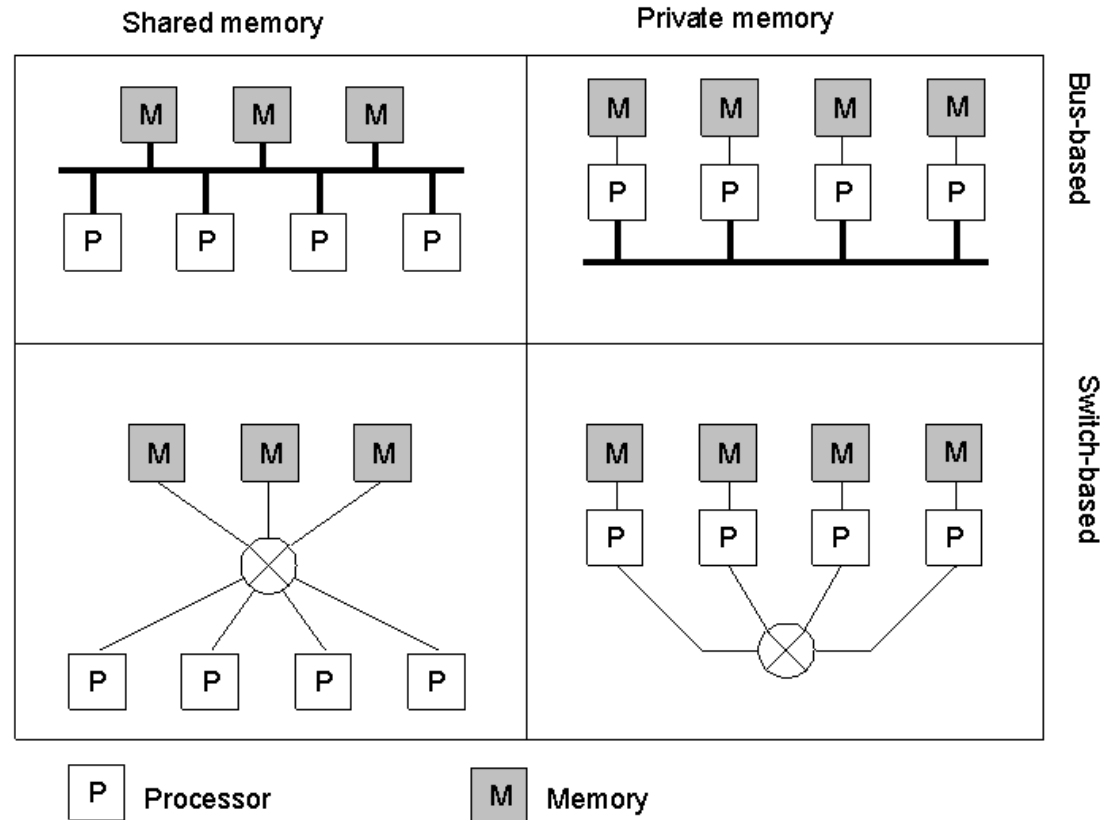 Shared memory
Private memory
M M M
P P P P
M M M M
P P P P
Bus-based
M M M
P P P P
M M M M
P P P P
Switch-based
P Processor
M Memory